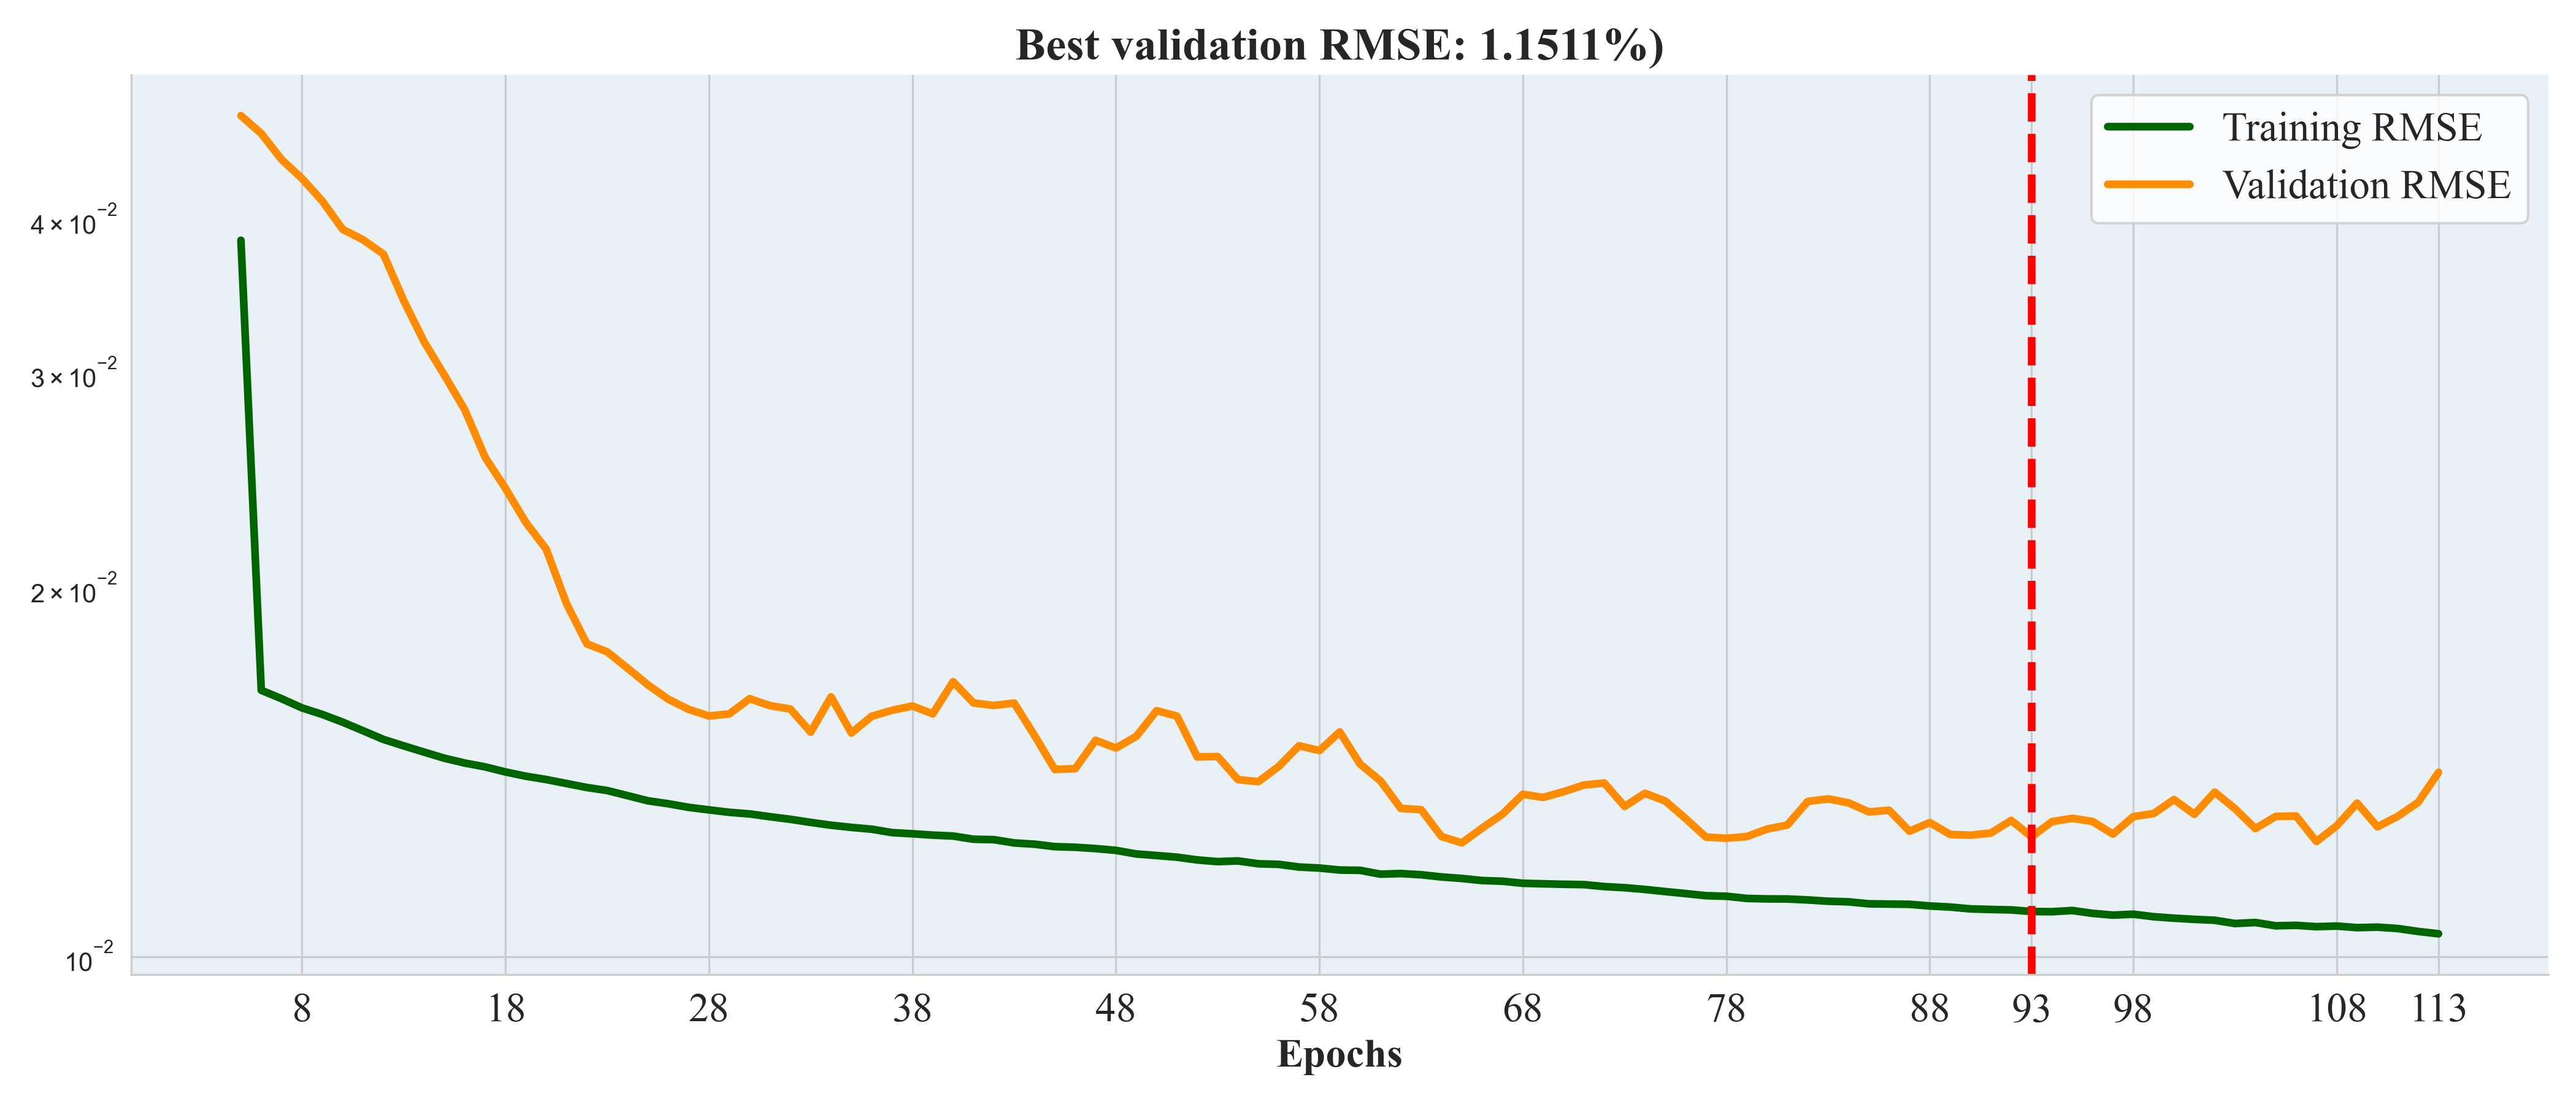 Best validation RMSE: 1.1511%)
Training RMSE
Validation RMSE
4 × 10⁻²
3 × 10⁻²
2 × 10⁻²
10⁻²
8 18 28 38 48 58 68 78 88 93 98 108 113
Epochs